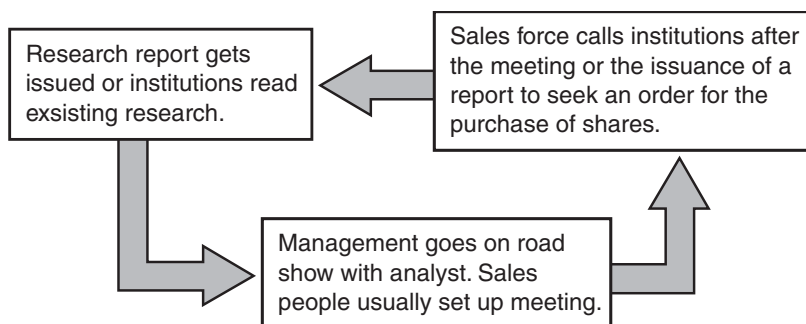 Research report gets
issued or institutions read
exsisting research.
Sales force calls institutions after
the meeting or the issuance of a
report to seek an order for the
purchase of shares.
Management goes on road
show with analyst. Sales
people usually set up meeting.